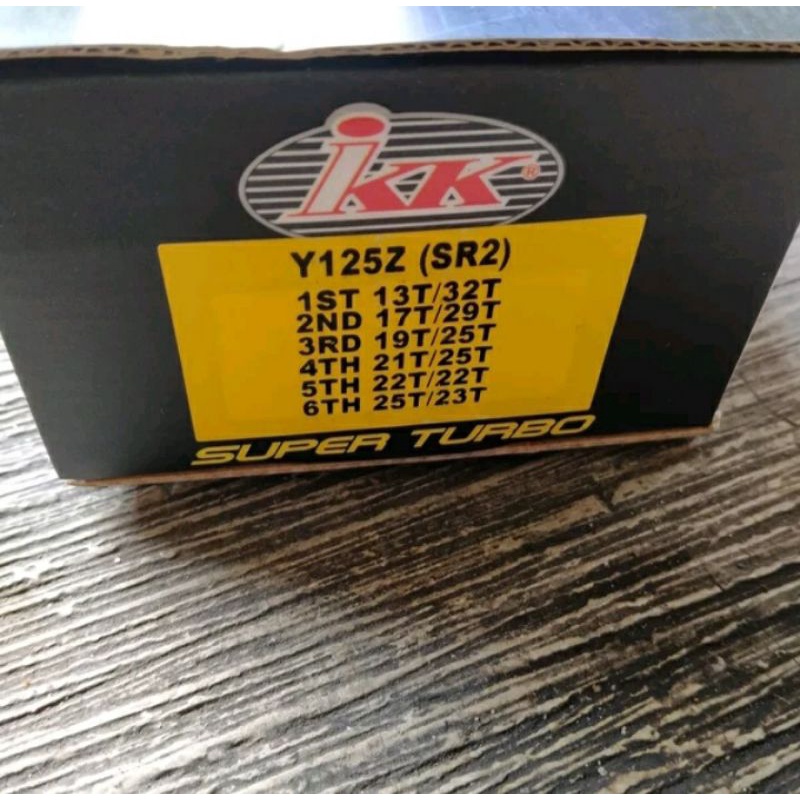 ikk®
Y125Z (SR2)
1ST 13T/32T
2ND 17T/29T
3RD 19T/25T
4TH 21T/25T
5TH 22T/22T
6TH 25T/23T
SUPER TURBO